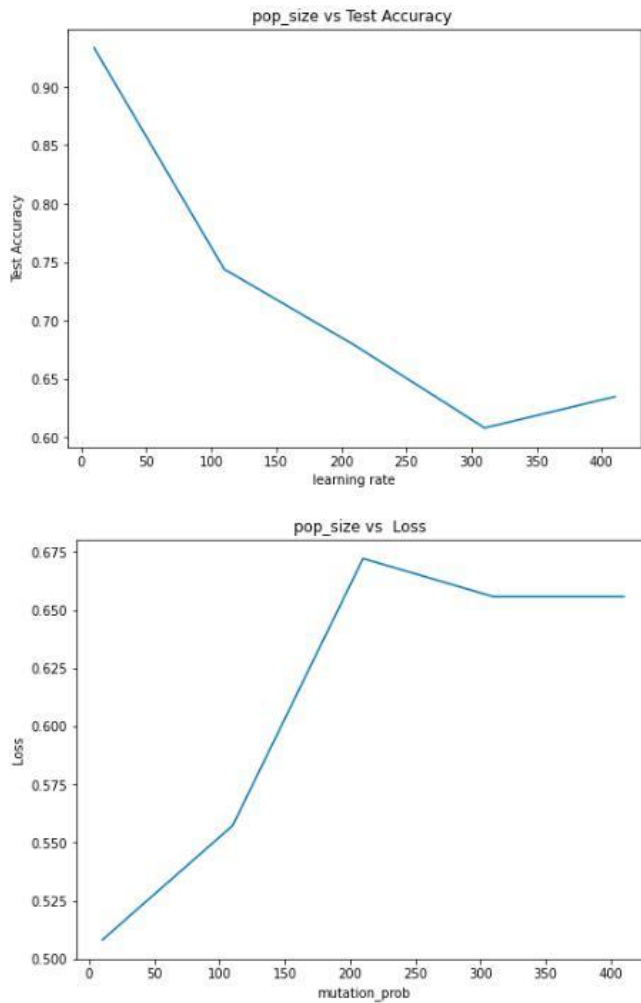 pop_size vs Test Accuracy
0.90
0.85
0.80
0.75
0.70
0.65
0.60
Test Accuracy
0 50 100 150 200 250 300 350 400
learning rate
pop_size vs  Loss
0.675
0.650
0.625
0.600
0.575
0.550
0.525
0.500
Loss
0 50 100 150 200 250 300 350 400
mutation_prob